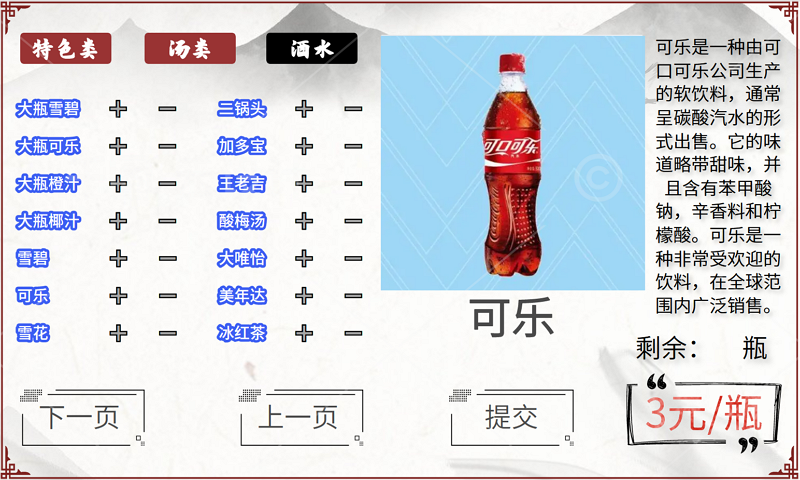 特色类 汤类 酒水
大瓶雪碧 + — 二锅头 + —
大瓶可乐 + — 加多宝 + —
大瓶橙汁 + — 王老吉 + —
大瓶椰汁 + — 酸梅汤 + —
雪碧 + — 大唯怡 + —
可乐 + — 美年达 + —
雪花 + — 冰红茶 + —
下一页 上一页 提交
可口可乐
©
可乐
可乐是一种由可
口可乐公司生产
的软饮料，通常
呈碳酸汽水的形
式出售。它的味
道略带甜味，并
且含有苯甲酸
钠，辛香料和柠
檬酸。可乐是一
种非常受欢迎的
饮料，在全球范
围内广泛销售。
剩余： 瓶
3元/瓶